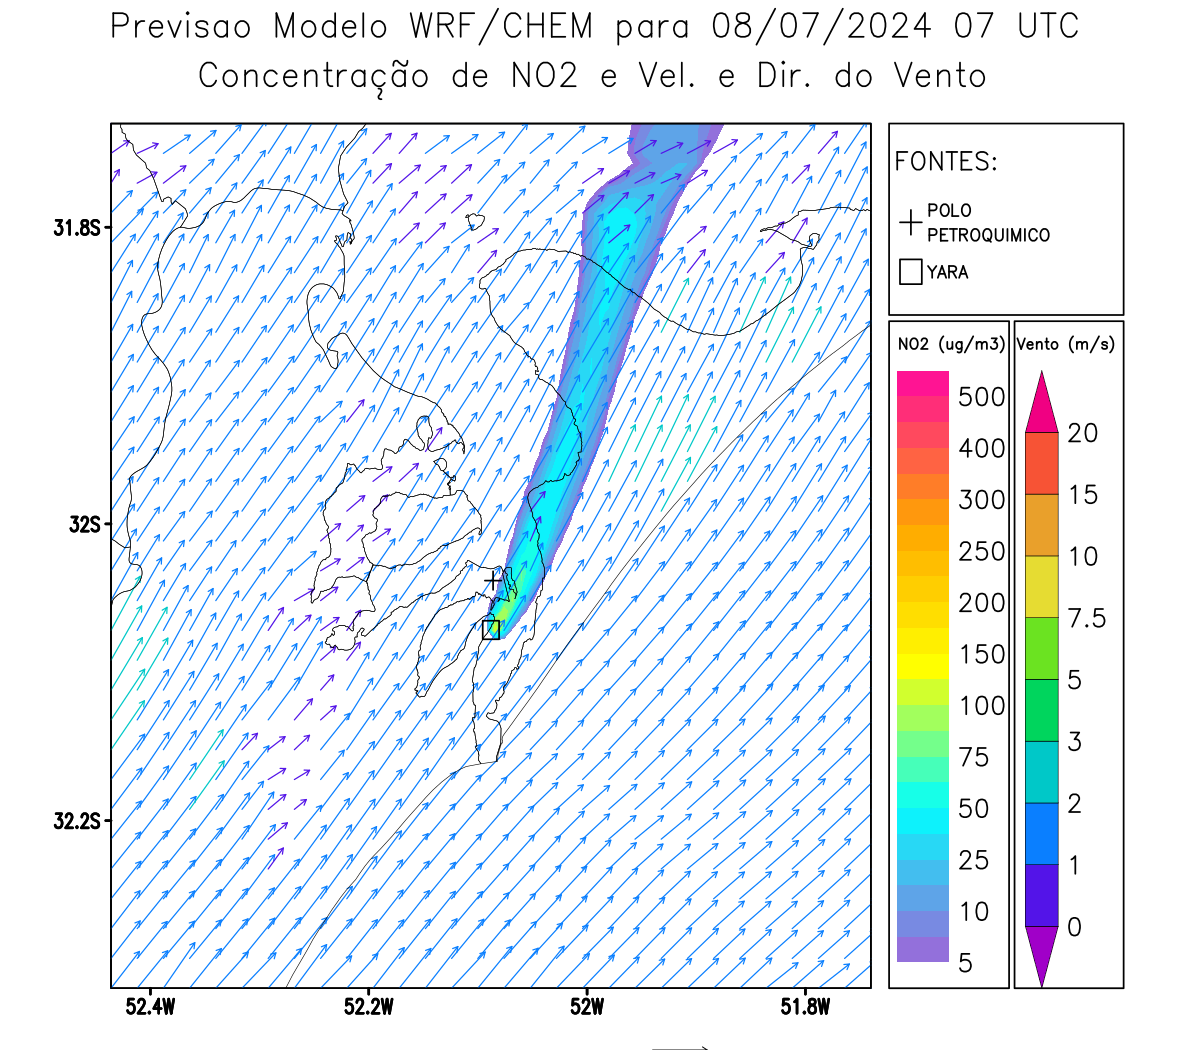 Previsao Modelo WRF/CHEM para 08/07/2024 07 UTC
Concentração de NO2 e Vel. e Dir. do Vento
FONTES:
POLO
PETROQUIMICO
YARA
NO2 (ug/m3)
500
400
300
250
200
150
100
75
50
25
10
5
Vento (m/s)
20
15
10
7.5
5
3
2
1
0
31.8S
32S
32.2S
52.4W
52.2W
52W
51.8W